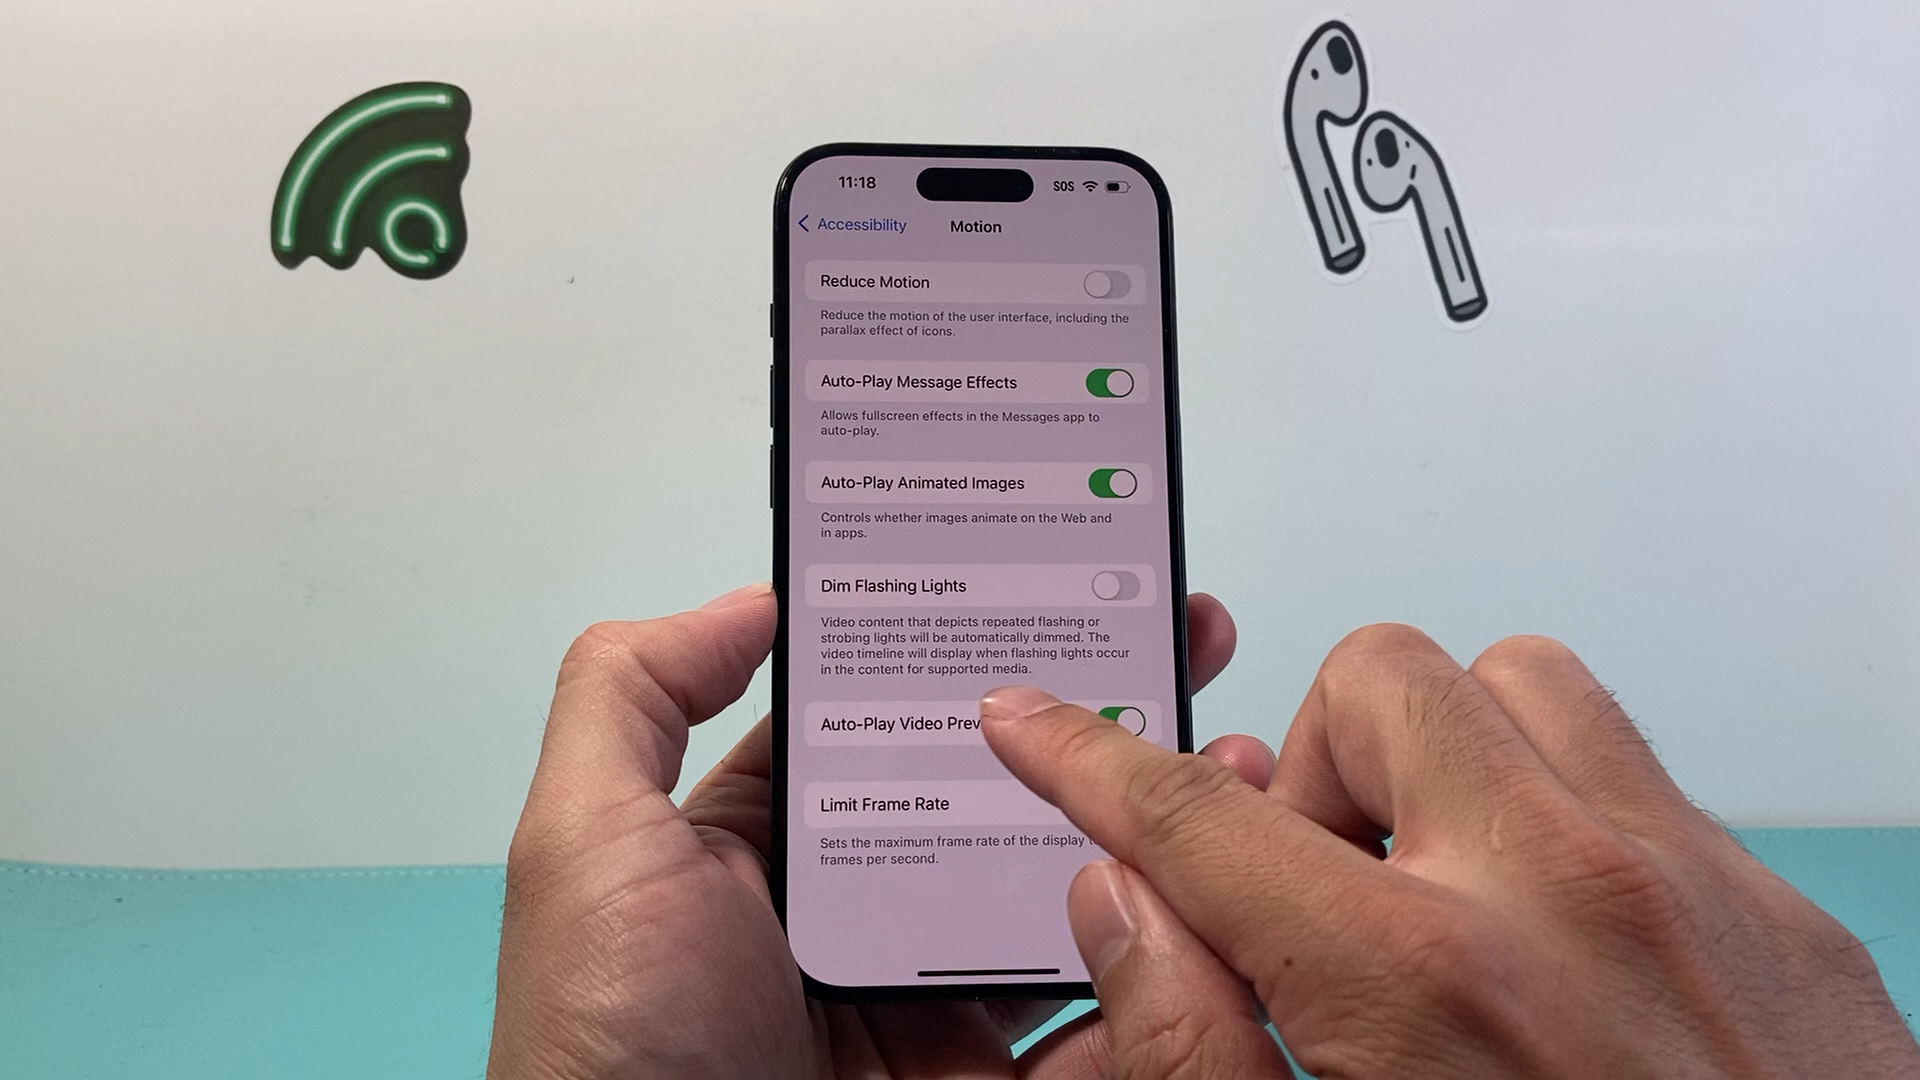 11:18
SOS
Accessibility
Motion
Reduce Motion
Reduce the motion of the user interface, including the
parallax effect of icons.
Auto-Play Message Effects
Allows fullscreen effects in the Messages app to
auto-play.
Auto-Play Animated Images
Controls whether images animate on the Web and
in apps.
Dim Flashing Lights
Video content that depicts repeated flashing or
strobing lights will be automatically dimmed. The
video timeline will display when flashing lights occur
in the content for supported media.
Auto-Play Video
Limit Frame Rate
Sets the maximum frame rate of the display
frames per second.